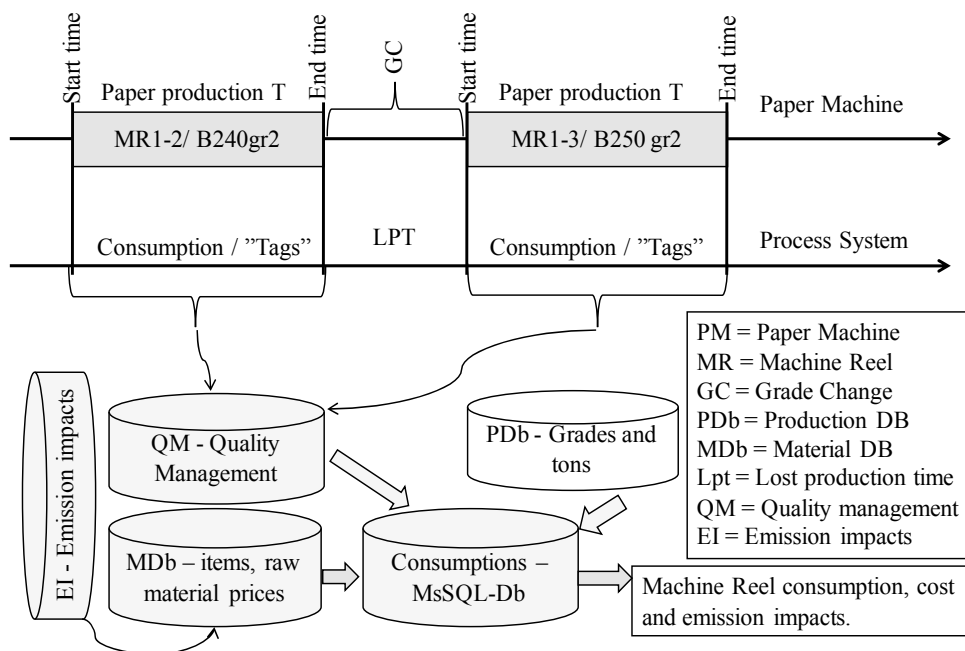 Start time
End time
GC
Start time
End time
Paper production T
Paper production T
Paper Machine
MR1-2/ B240gr2
MR1-3/ B250 gr2
Consumption / ”Tags”
LPT
Consumption / ”Tags”
Process System
PM = Paper Machine
MR = Machine Reel
GC = Grade Change
PDb = Production DB
MDb = Material DB
Lpt = Lost production time
QM = Quality management
EI = Emission impacts
EI - Emission impacts
QM - Quality
Management
PDb - Grades and
tons
MDb – items, raw
material prices
Consumptions –
MsSQL-Db
Machine Reel consumption, cost
and emission impacts.